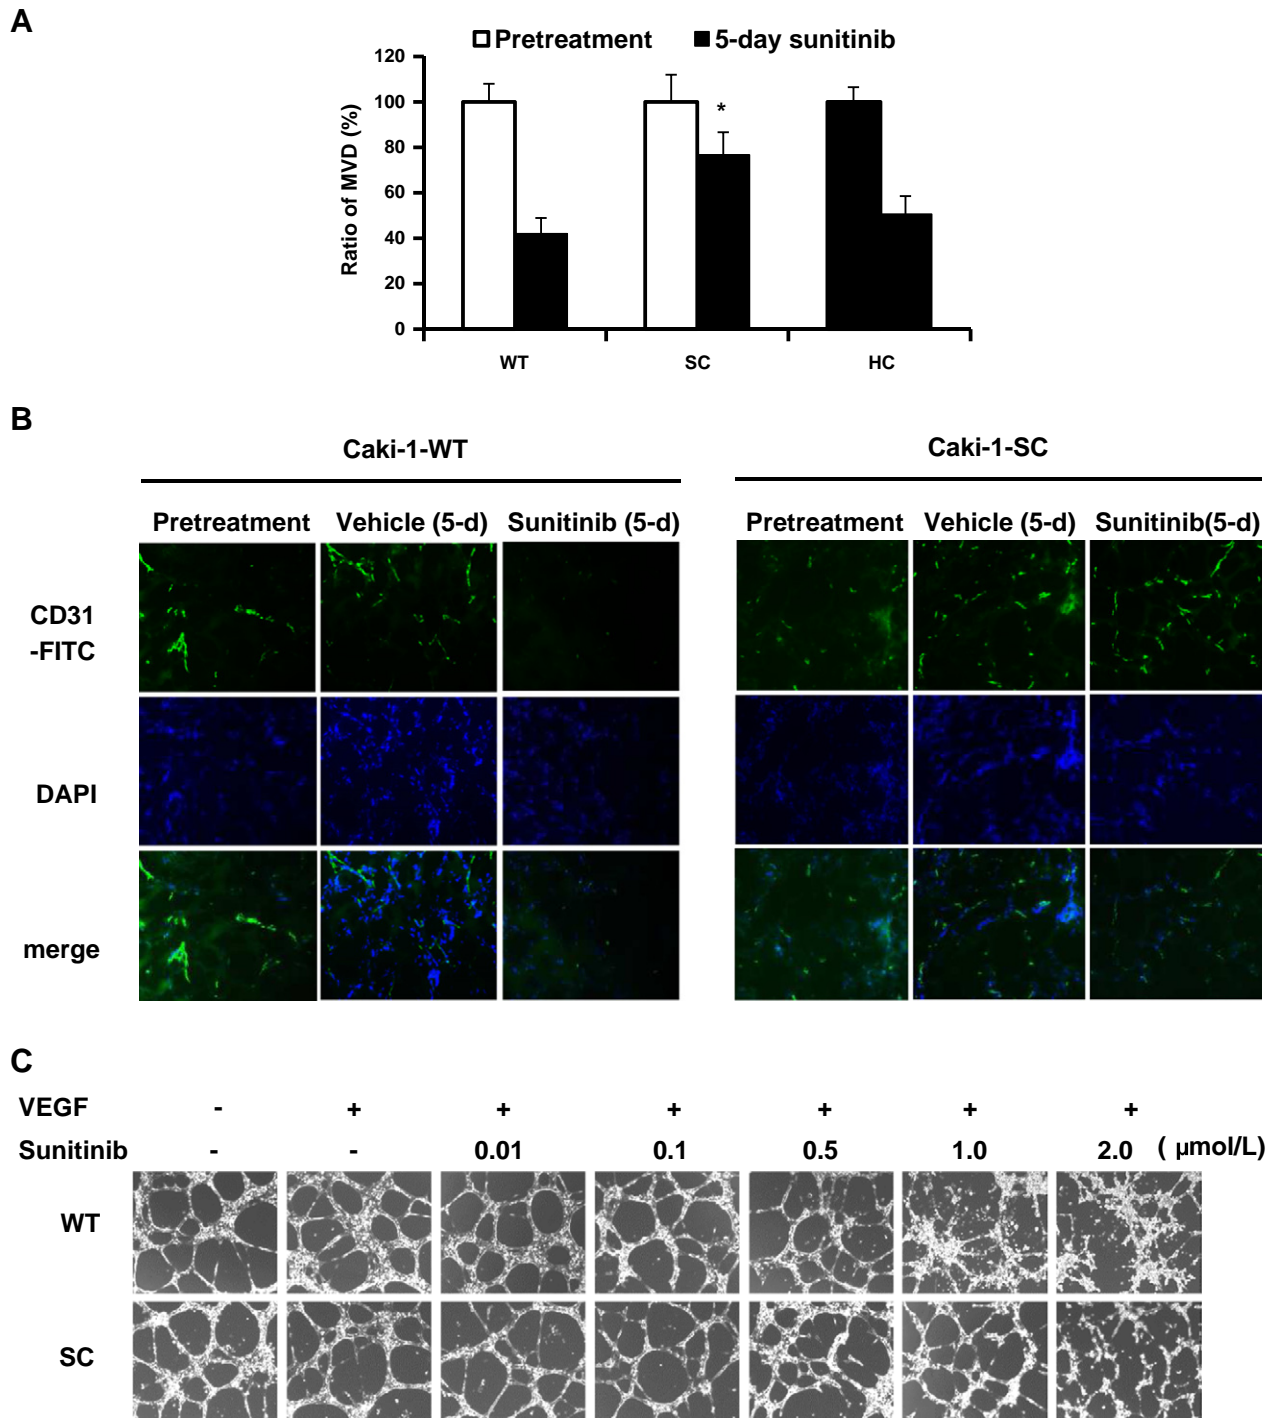 A
Pretreatment 5-day sunitinib
Ratio of MVD (%)
120
100
80
60
40
20
0
WT SC HC
*
B
Caki-1-WT Caki-1-SC
Pretreatment Vehicle (5-d) Sunitinib (5-d) Pretreatment Vehicle (5-d) Sunitinib(5-d)
CD31
-FITC
DAPI
merge
C
VEGF - + + + + + +
Sunitinib - - 0.01 0.1 0.5 1.0 2.0 ( µmol/L)
WT
SC